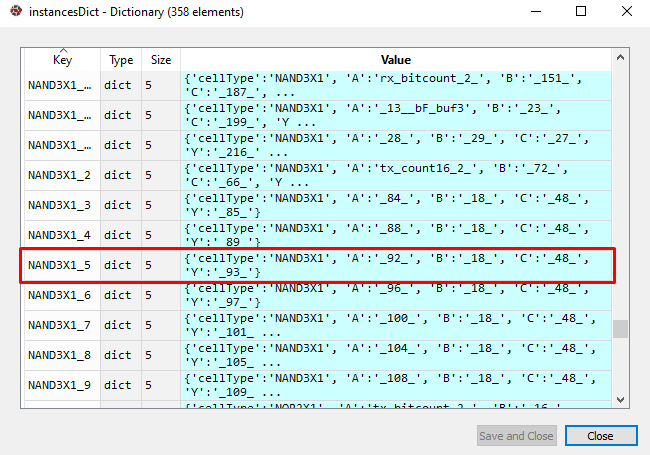 instancesDict - Dictionary (358 elements)
Key Type Size Value
NAND3X1_... dict 5 {'cellType':'NAND3X1', 'A':'rx_bitcount_2_', 'B':'_151_',
'C':'_187_', ...
NAND3X1_... dict 5 {'cellType':'NAND3X1', 'A':'_13__bF_buf3', 'B':'_23_',
'C':'_199_', 'Y ...
NAND3X1_... dict 5 {'cellType':'NAND3X1', 'A':'_28_', 'B':'_29_', 'C':'_27_',
'Y':'_216_' ...
NAND3X1_2 dict 5 {'cellType':'NAND3X1', 'A':'tx_count16_2_', 'B':'_72_',
'C':'_66_', 'Y ...
NAND3X1_3 dict 5 {'cellType':'NAND3X1', 'A':'_84_', 'B':'_18_', 'C':'_48_',
'Y':'_85_'}
NAND3X1_4 dict 5 {'cellType':'NAND3X1', 'A':'_88_', 'B':'_18_', 'C':'_48_',
'Y':'_89_'}
NAND3X1_5 dict 5 {'cellType':'NAND3X1', 'A':'_92_', 'B':'_18_', 'C':'_48_',
'Y':'_93_'}
NAND3X1_6 dict 5 {'cellType':'NAND3X1', 'A':'_96_', 'B':'_18_', 'C':'_48_',
'Y':'_97_'}
NAND3X1_7 dict 5 {'cellType':'NAND3X1', 'A':'_100_', 'B':'_18_', 'C':'_48_',
'Y':'_101_ ...
NAND3X1_8 dict 5 {'cellType':'NAND3X1', 'A':'_104_', 'B':'_18_', 'C':'_48_',
'Y':'_105_ ...
NAND3X1_9 dict 5 {'cellType':'NAND3X1', 'A':'_108_', 'B':'_18_', 'C':'_48_',
'Y':'_109_ ...
{'cellType':'NOR3X1', 'A':'tx_bitcount_2_', 'B':'_16_',
Save and Close Close